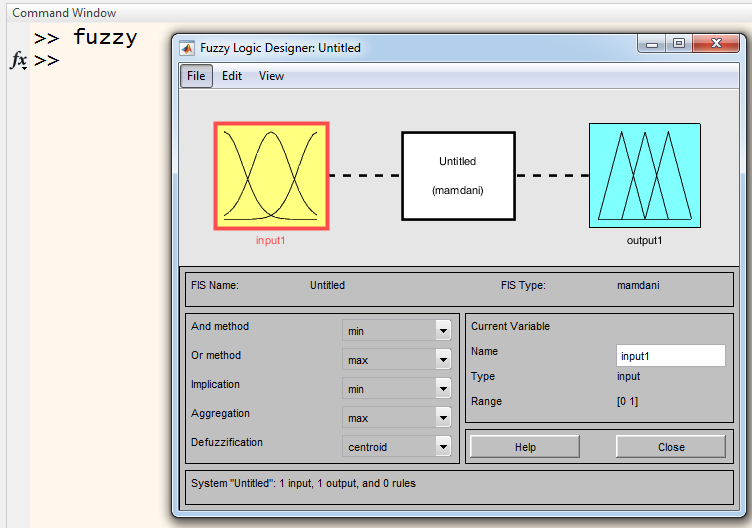 Command Window
>> fuzzy
fx >>
Fuzzy Logic Designer: Untitled
File Edit View
Untitled
(mamdani)
input1
output1
FIS Name: Untitled FIS Type: mamdani
And method min
Or method max
Implication min
Aggregation max
Defuzzification centroid
Current Variable
Name input1
Type input
Range [0 1]
Help Close
System "Untitled": 1 input, 1 output, and 0 rules